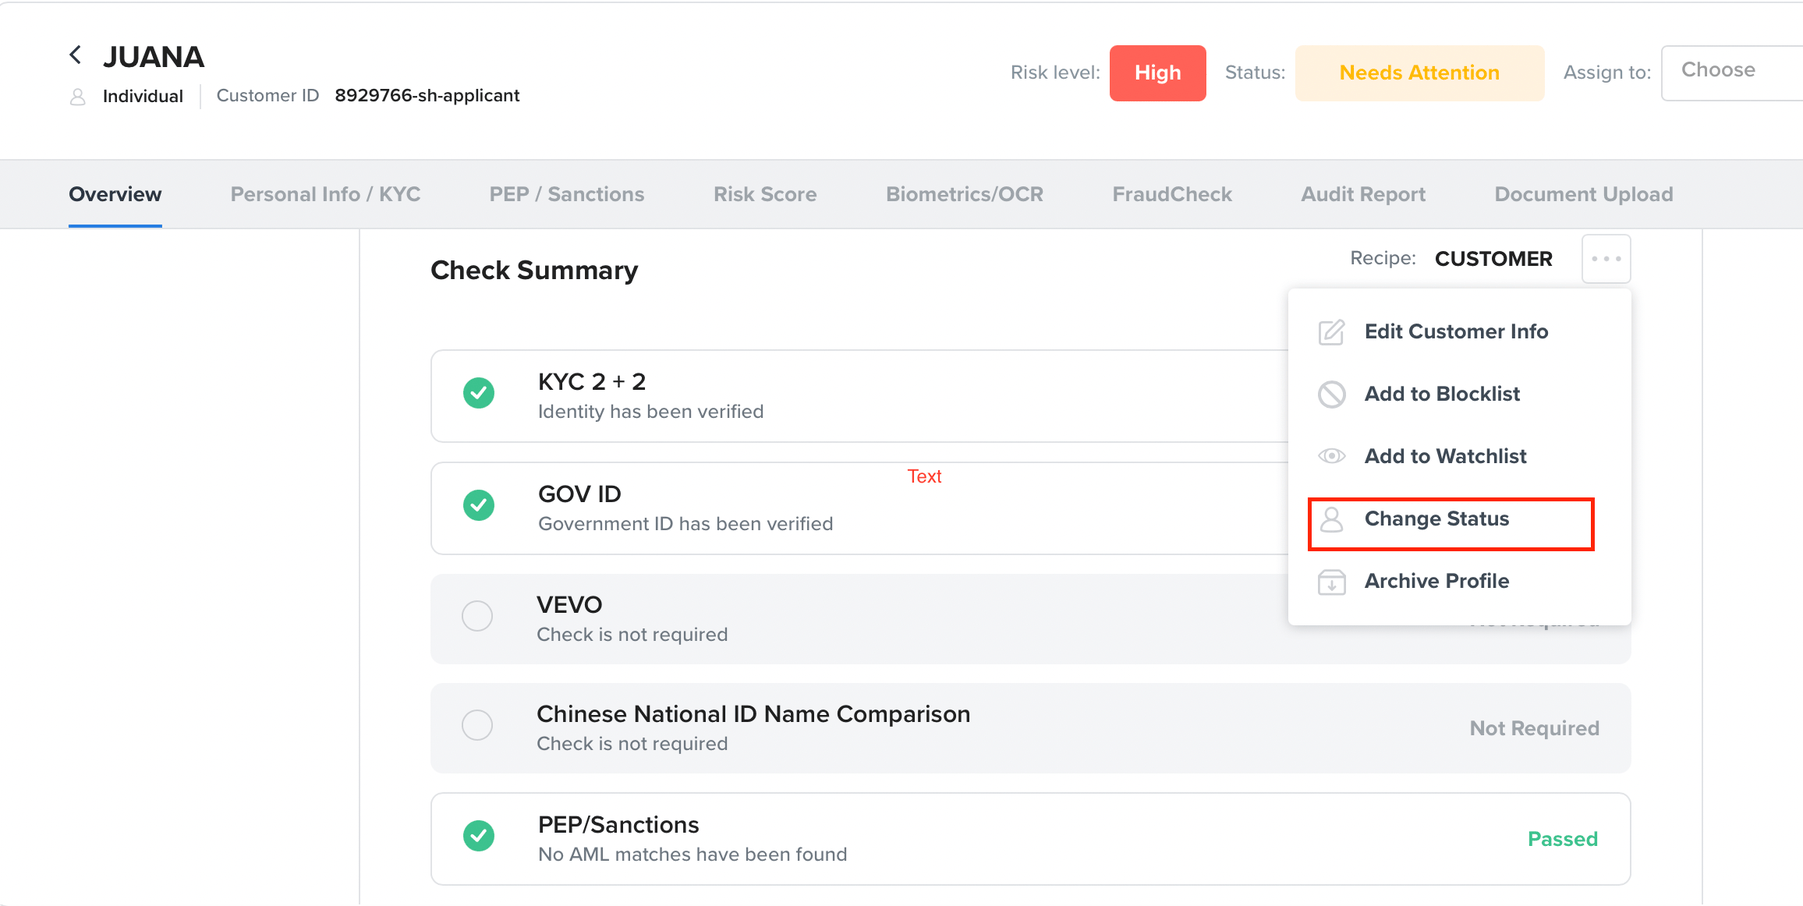 JUANA
Individual
Customer ID 8929766-sh-applicant
Risk level: High
Status: Needs Attention
Assign to: Choose
Overview
Personal Info / KYC
PEP / Sanctions
Risk Score
Biometrics/OCR
FraudCheck
Audit Report
Document Upload
Check Summary
Recipe: CUSTOMER
Edit Customer Info
Add to Blocklist
Add to Watchlist
Change Status
Archive Profile
KYC 2 + 2
Identity has been verified
Text
GOV ID
Government ID has been verified
VEVO
Check is not required
Chinese National ID Name Comparison
Check is not required
Not Required
PEP/Sanctions
No AML matches have been found
Passed